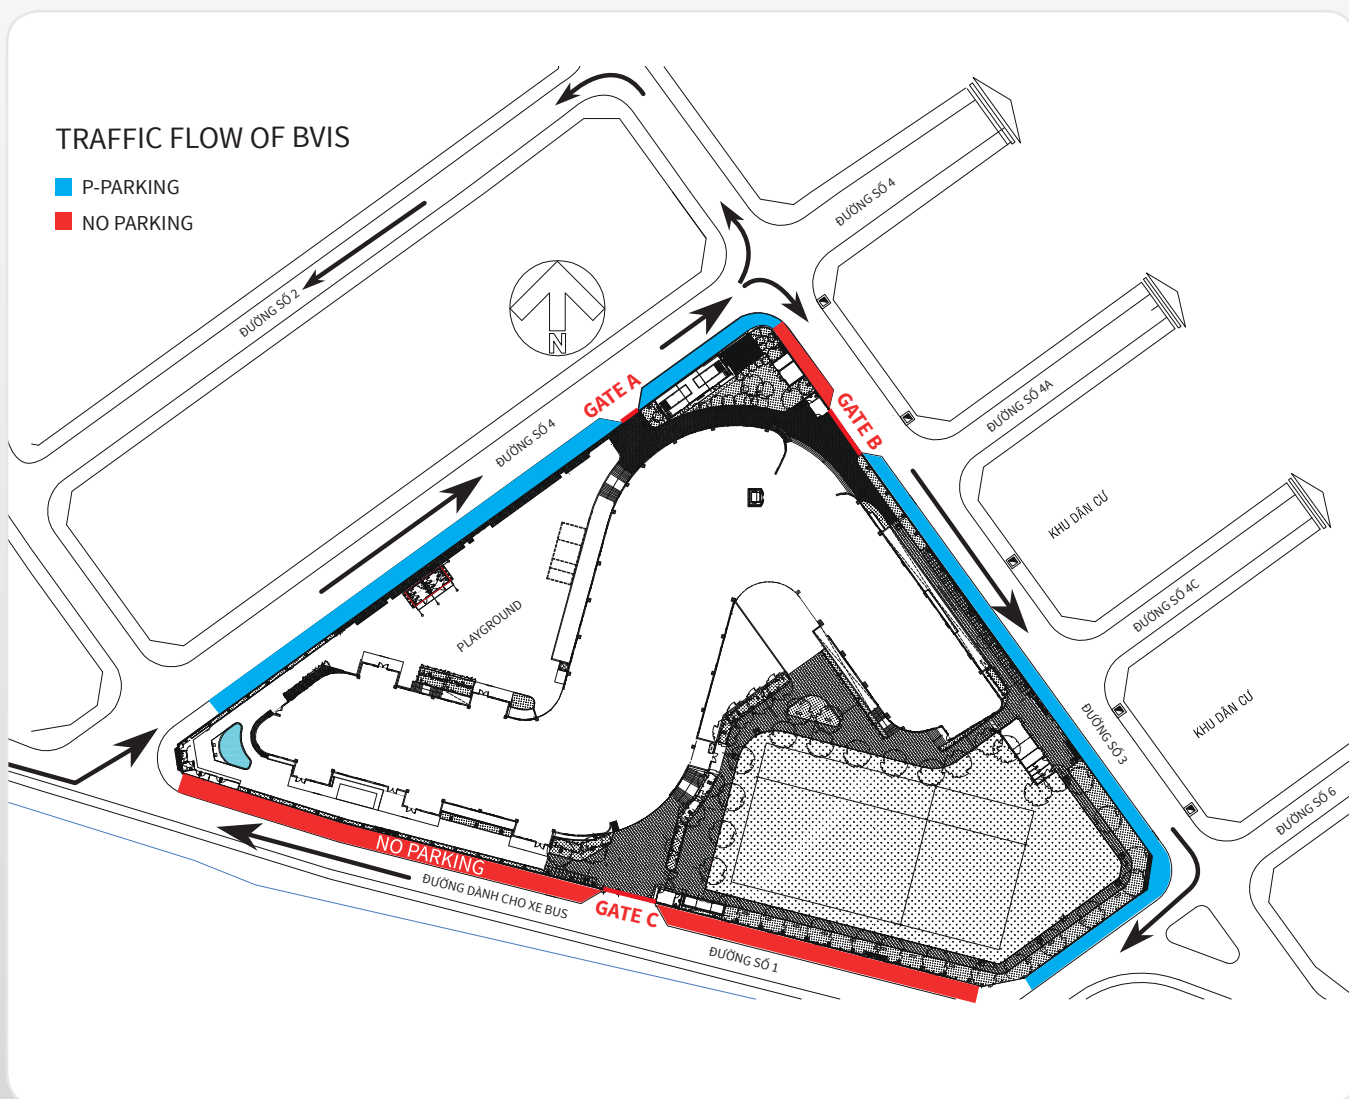 TRAFFIC FLOW OF BVIS
P-PARKING
NO PARKING
ĐƯỜNG SỐ 4
ĐƯỜNG SỐ 2
N
GATE A
GATE B
ĐƯỜNG SỐ 4A
ĐƯỜNG SỐ 4
KHU DÂN CƯ
PLAYGROUND
ĐƯỜNG SỐ 4C
KHU DÂN CƯ
ĐƯỜNG SỐ 3
ĐƯỜNG SỐ 6
NO PARKING
ĐƯỜNG DÀNH CHO XE BUS
GATE C
ĐƯỜNG SỐ 1